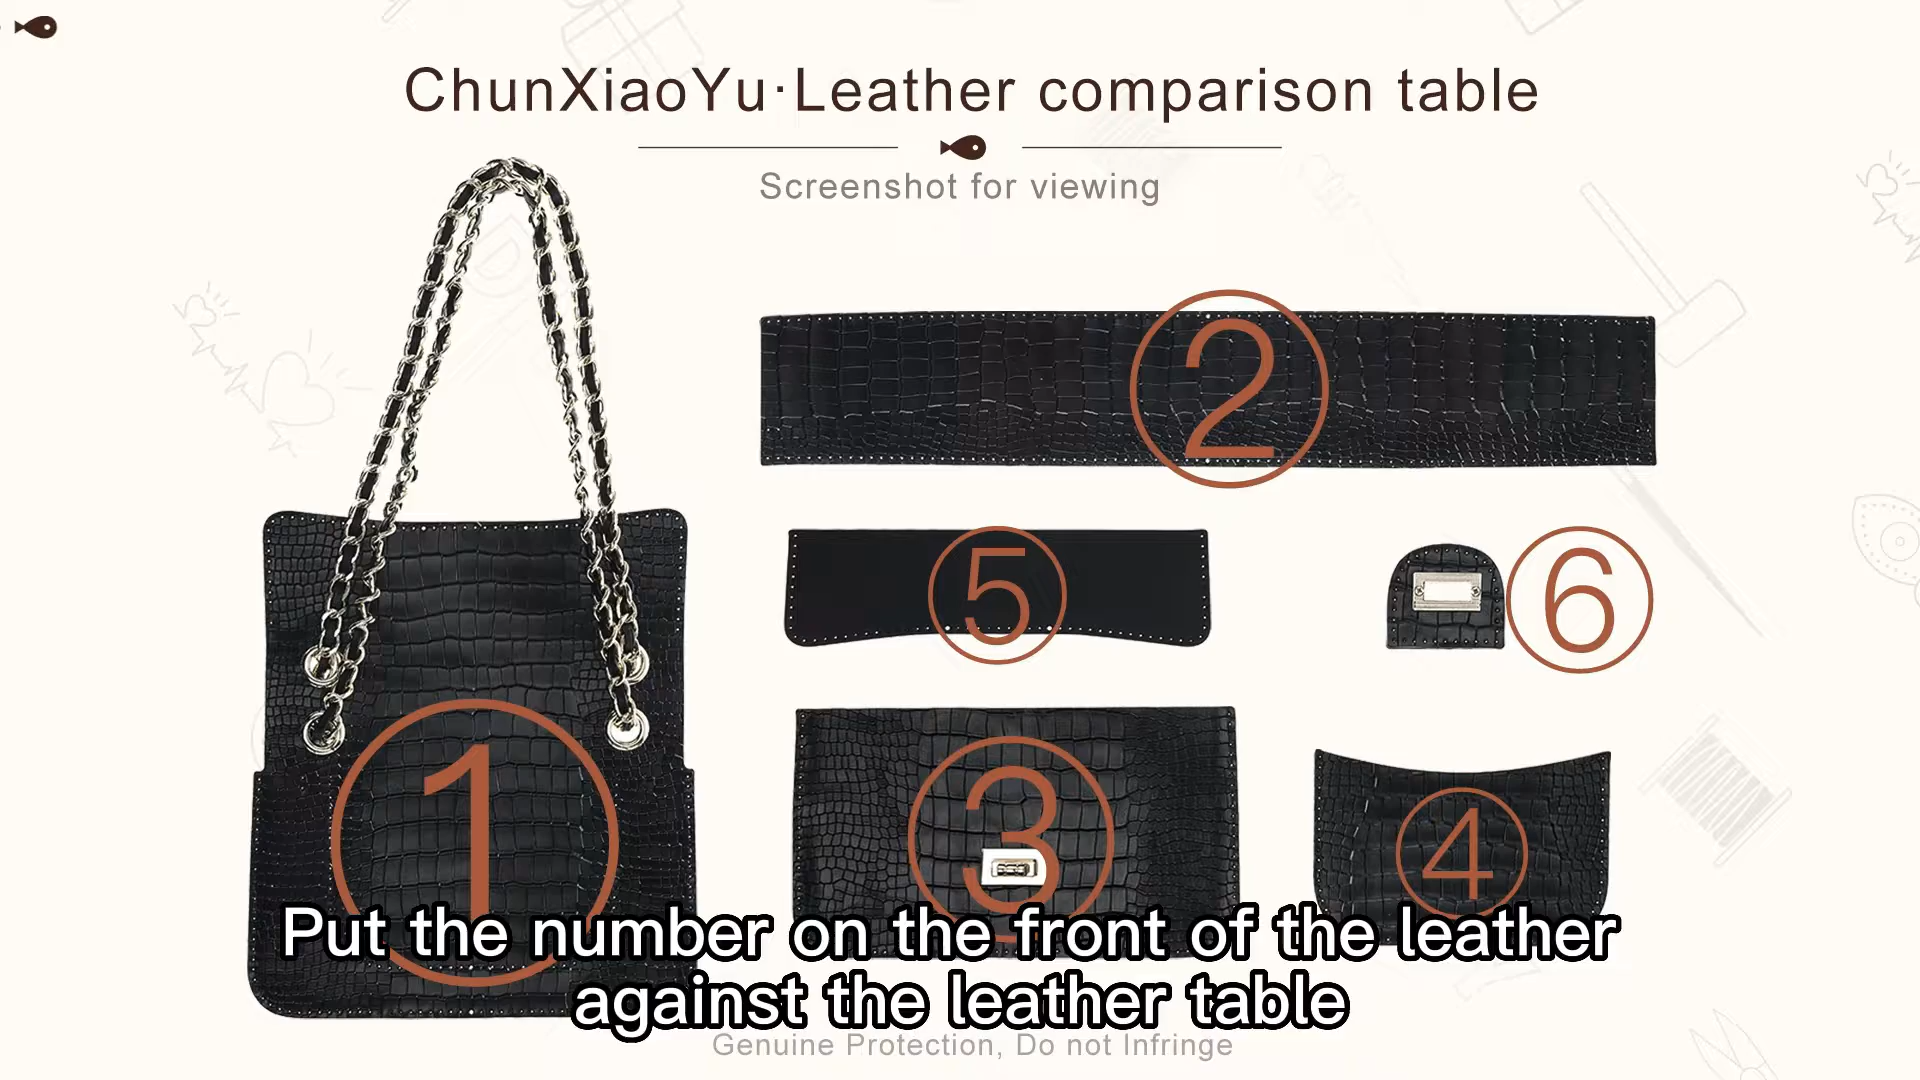 ChunXiaoYu·Leather comparison table
Screenshot for viewing
2
5
6
1
3
4
Put the number on the front of the leather
against the leather table
Genuine Protection, Do not Infringe